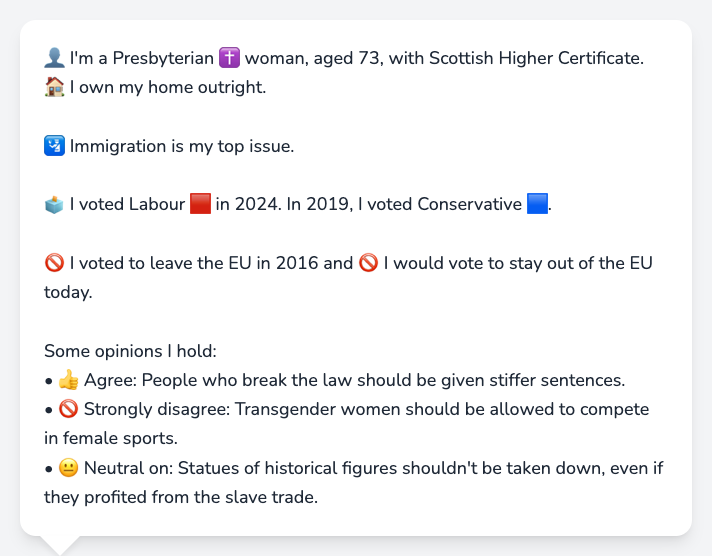 👤 I'm a Presbyterian ✝️ woman, aged 73, with Scottish Higher Certificate.
🏠 I own my home outright.
🛂 Immigration is my top issue.
🗳️ I voted Labour 🟥 in 2024. In 2019, I voted Conservative 🟦.
🚫 I voted to leave the EU in 2016 and 🚫 I would vote to stay out of the EU
today.
Some opinions I hold:
• 👍 Agree: People who break the law should be given stiffer sentences.
• 🚫 Strongly disagree: Transgender women should be allowed to compete
in female sports.
• 😐 Neutral on: Statues of historical figures shouldn't be taken down, even if
they profited from the slave trade.